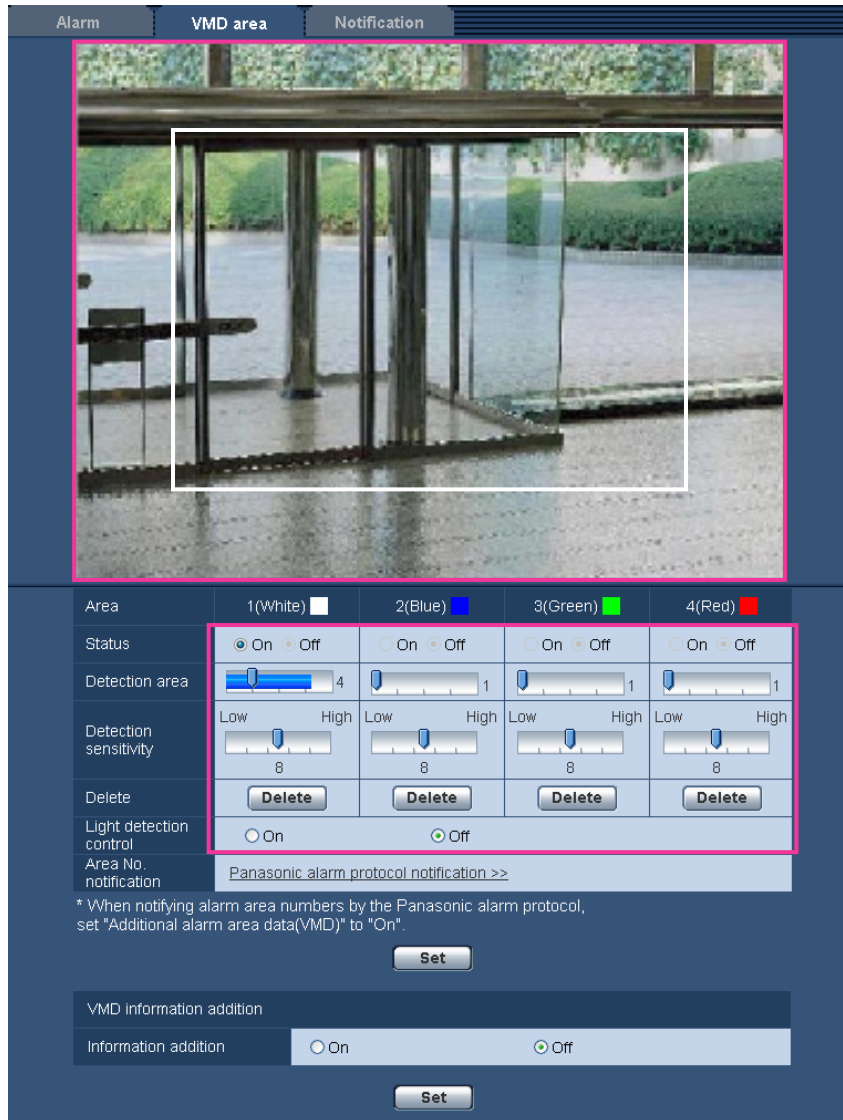 Alarm VMD area Notification
Area 1(White) 2(Blue) 3(Green) 4(Red)
Status On Off On Off On Off On Off
Detection area 4 1 1 1
Detection sensitivity
Low High Low High Low High Low High
8 8 8 8
Delete Delete Delete Delete Delete
Light detection control On Off
Area No. notification Panasonic alarm protocol notification >>
* When notifying alarm area numbers by the Panasonic alarm protocol,
set "Additional alarm area data(VMD)" to "On".
Set
VMD information addition
Information addition On Off
Set